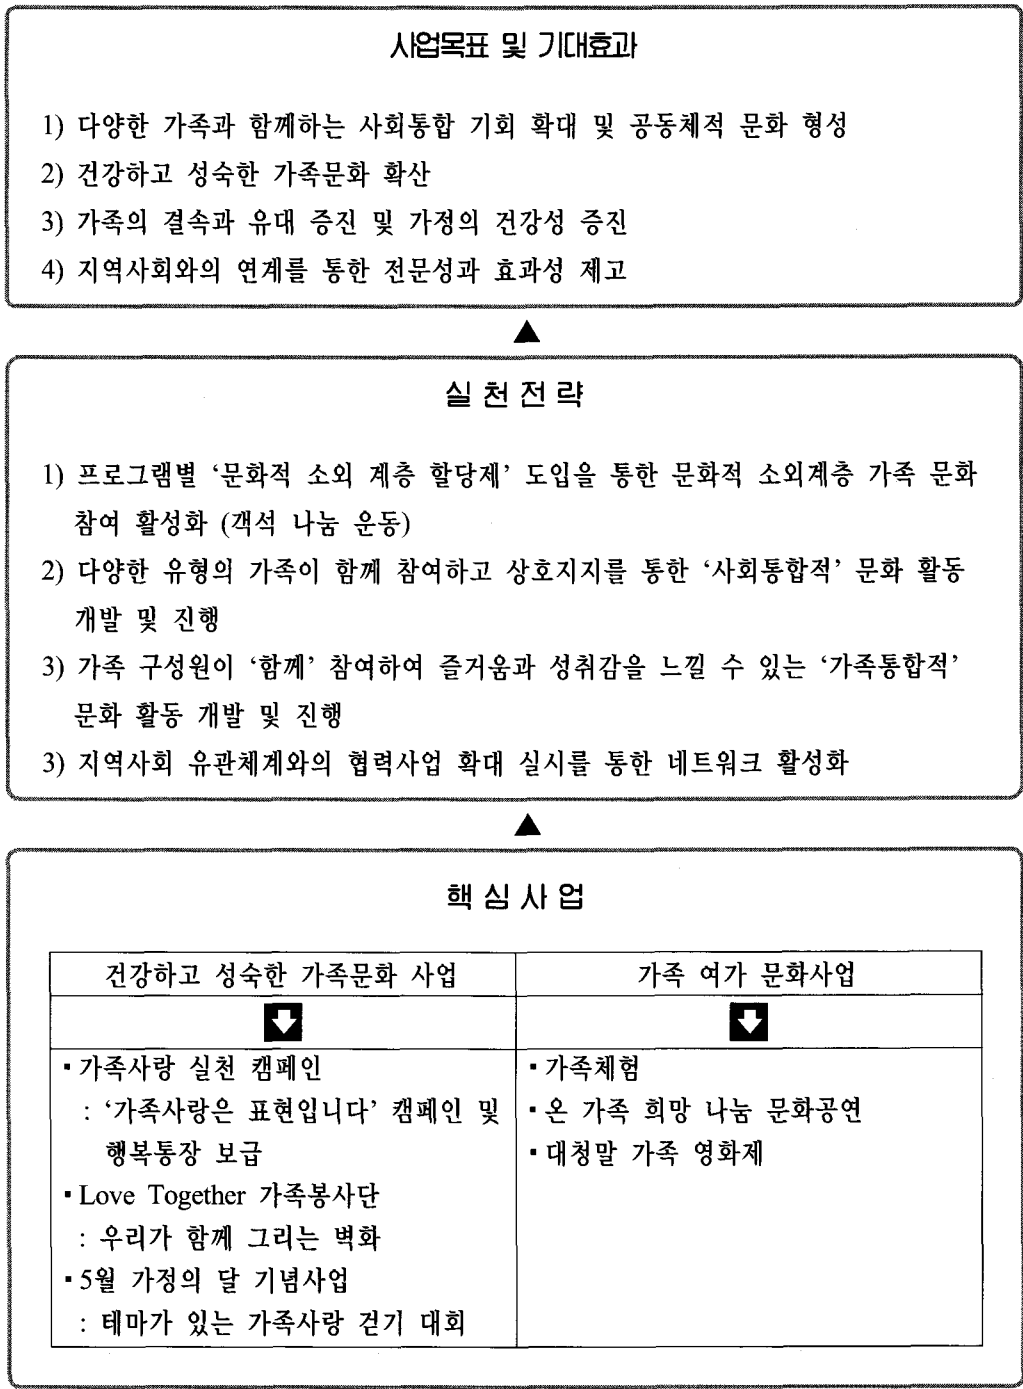 사업목표 및 기대효과
1) 다양한 가족과 함께하는 사회통합 기회 확대 및 공동체적 문화 형성
2) 건강하고 성숙한 가족문화 확산
3) 가족의 결속과 유대 증진 및 가정의 건강성 증진
4) 지역사회와의 연계를 통한 전문성과 효과성 제고
▲
실천전략
1) 프로그램별 ‘문화적 소외 계층 할당제’ 도입을 통한 문화적 소외계층 가족 문화
참여 활성화 (객석 나눔 운동)
2) 다양한 유형의 가족이 함께 참여하고 상호지지를 통한 ‘사회통합적’ 문화 활동
개발 및 진행
3) 가족 구성원이 ‘함께’ 참여하여 즐거움과 성취감을 느낄 수 있는 ‘가족통합적’
문화 활동 개발 및 진행
3) 지역사회 유관체계와의 협력사업 확대 실시를 통한 네트워크 활성화
▲
핵심사업
건강하고 성숙한 가족문화 사업
▪가족사랑 실천 캠페인
: ‘가족사랑은 표현입니다’ 캠페인 및
행복통장 보급
▪Love Together 가족봉사단
: 우리가 함께 그리는 벽화
▪5월 가정의 달 기념사업
: 테마가 있는 가족사랑 걷기 대회
가족 여가 문화사업
▪가족체험
▪온 가족 희망 나눔 문화공연
▪대청말 가족 영화제